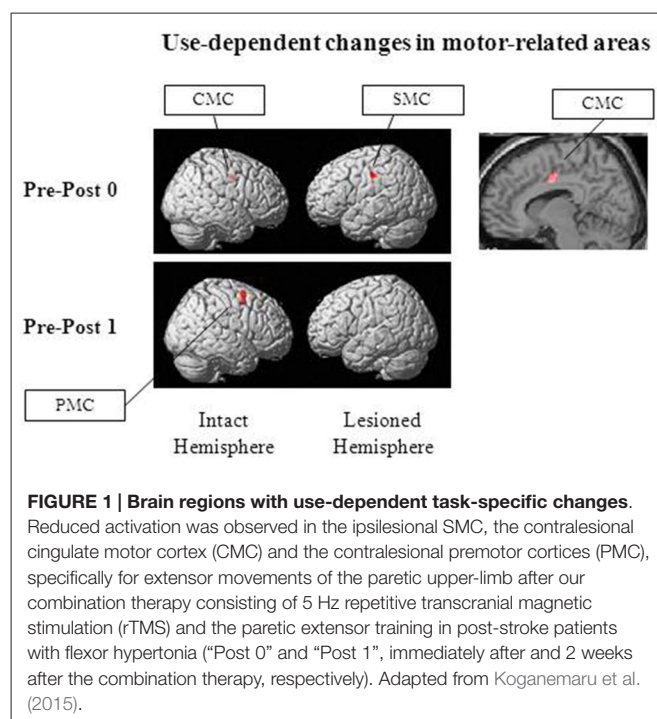 Use-dependent changes in motor-related areas
CMC
SMC
CMC
Pre-Post 0
Pre-Post 1
PMC
Intact
Hemisphere
Lesioned
Hemisphere
FIGURE 1 | Brain regions with use-dependent task-specific changes.
Reduced activation was observed in the ipsilesional SMC, the contralesional
cingulate motor cortex (CMC) and the contralesional premotor cortices (PMC),
specifically for extensor movements of the paretic upper-limb after our
combination therapy consisting of 5 Hz repetitive transcranial magnetic
stimulation (rTMS) and the paretic extensor training in post-stroke patients
with flexor hypertonia (“Post 0” and “Post 1”, immediately after and 2 weeks
after the combination therapy, respectively). Adapted from Koganemaru et al.
(2015).